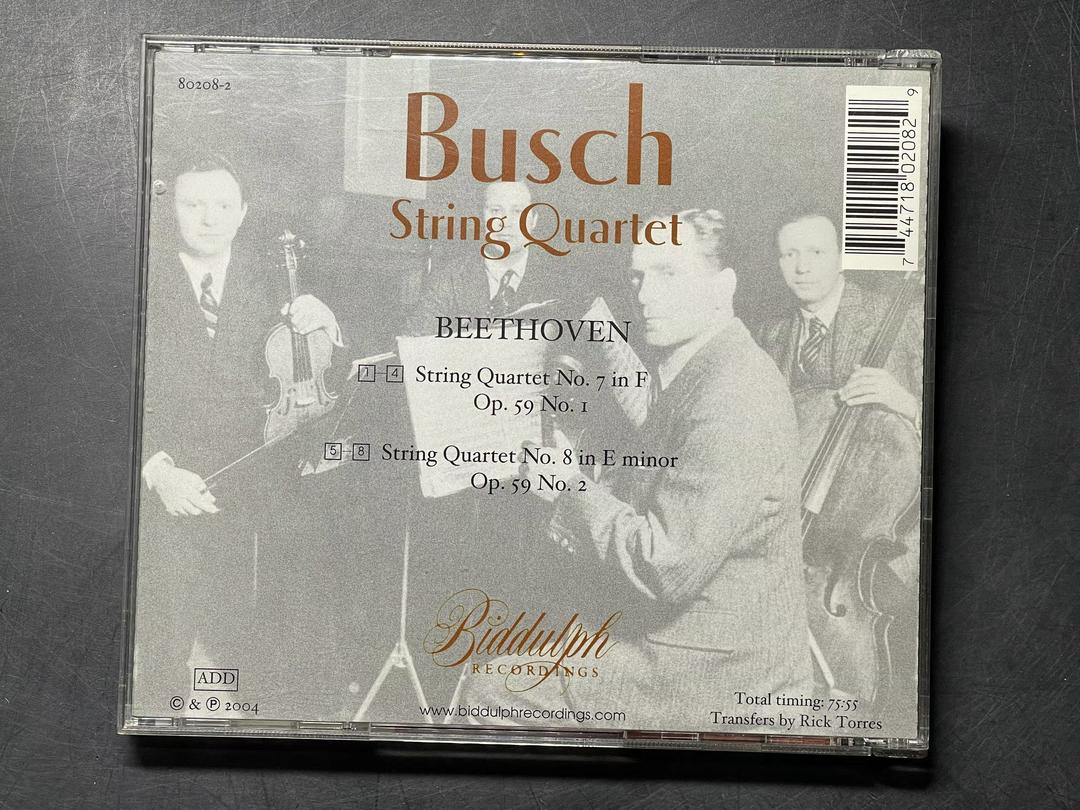 80208-2
Busch
String Quartet
7 44718 02082 9
BEETHOVEN
1 - 4 String Quartet No. 7 in F
Op. 59 No. 1
5 - 8 String Quartet No. 8 in E minor
Op. 59 No. 2
Biddulph
RECORDINGS
ADD
© & ℗ 2004
www.biddulphrecordings.com
Total timing: 75:55
Transfers by Rick Torres